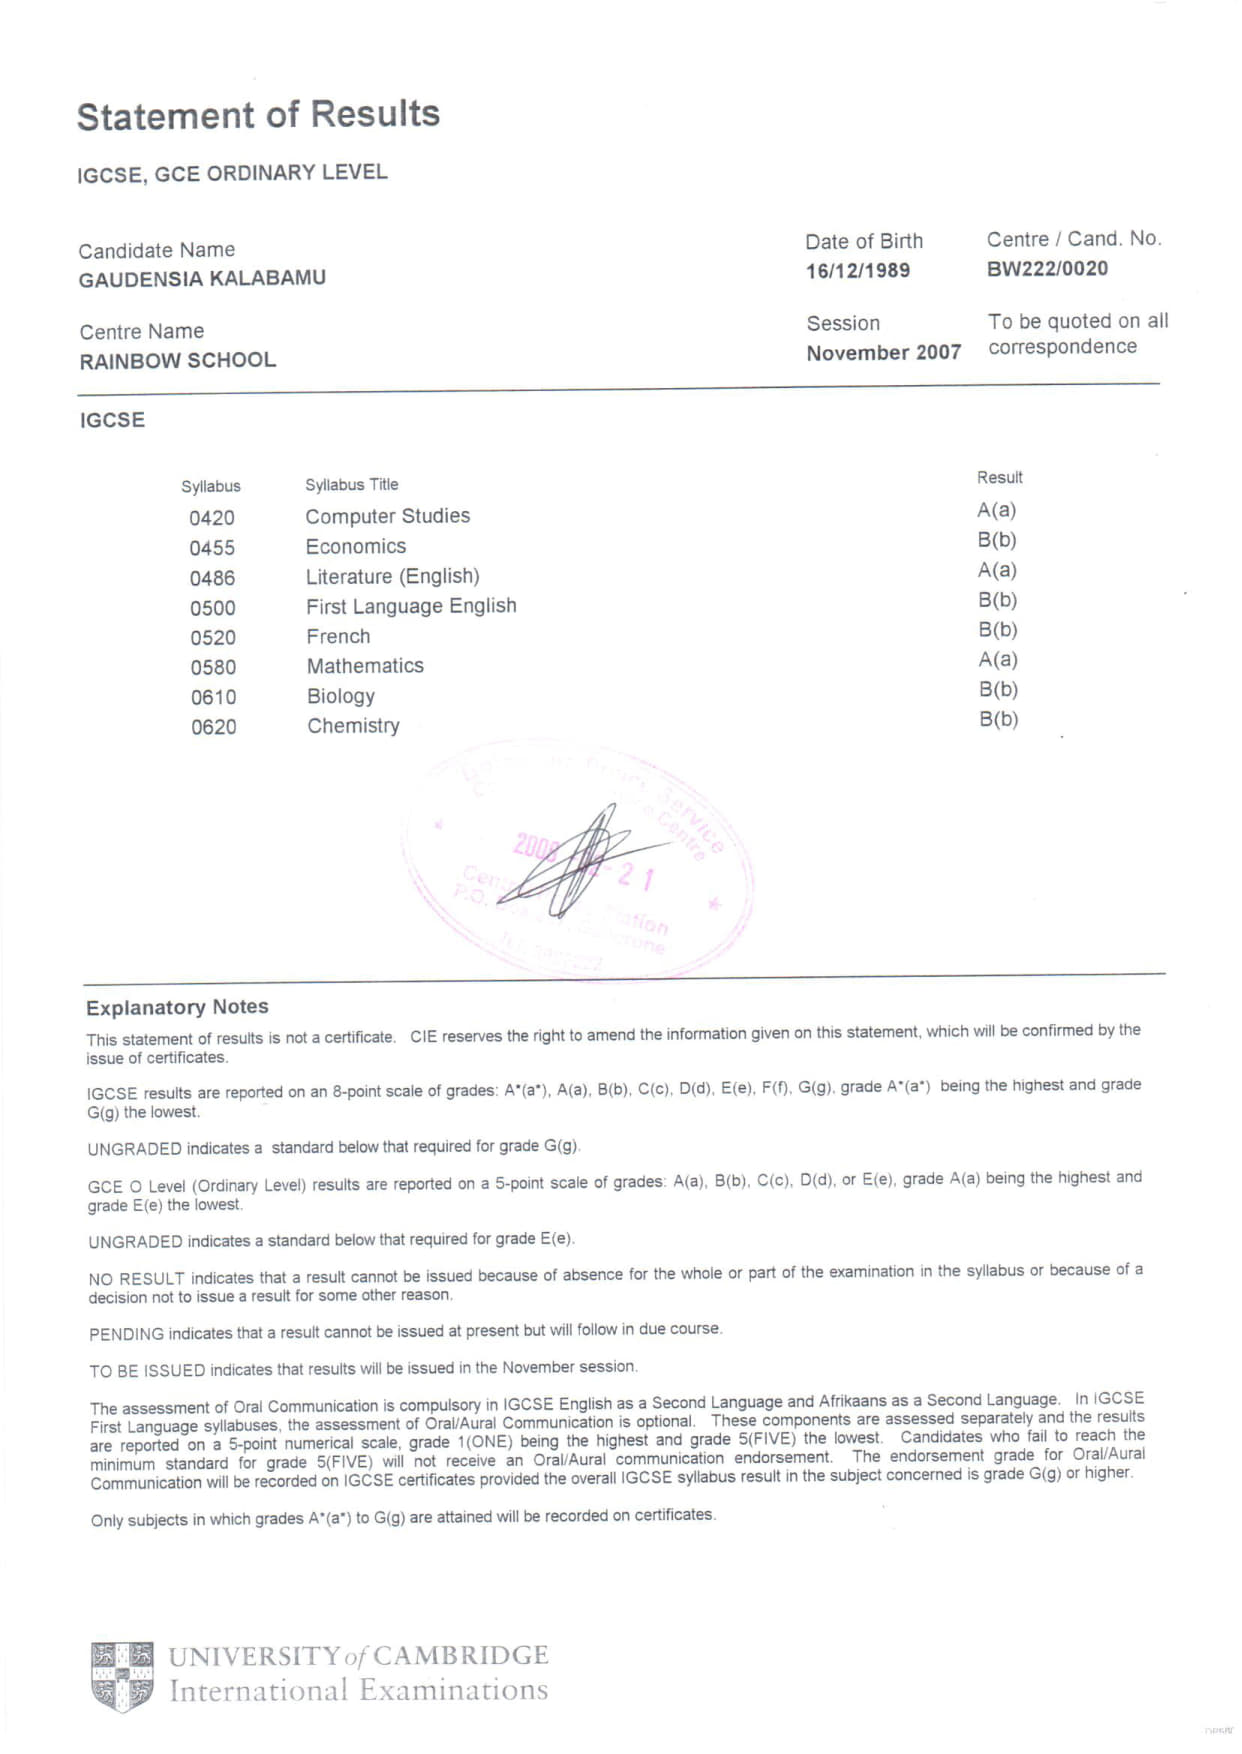 Statement of Results
IGCSE, GCE ORDINARY LEVEL
Candidate Name
GAUDENSIA KALABAMU
Date of Birth
16/12/1989
Centre / Cand. No.
BW222/0020
Centre Name
RAINBOW SCHOOL
Session
November 2007
To be quoted on all
correspondence
IGCSE
Syllabus Syllabus Title Result
0420 Computer Studies A(a)
0455 Economics B(b)
0486 Literature (English) A(a)
0500 First Language English B(b)
0520 French B(b)
0580 Mathematics A(a)
0610 Biology B(b)
0620 Chemistry B(b)
Service
Centre
2008 21
Explanatory Notes
This statement of results is not a certificate. CIE reserves the right to amend the information given on this statement, which will be confirmed by the
issue of certificates.
IGCSE results are reported on an 8-point scale of grades: A*(a*), A(a), B(b), C(c), D(d), E(e), F(f), G(g), grade A*(a*) being the highest and grade
G(g) the lowest.
UNGRADED indicates a standard below that required for grade G(g).
GCE O Level (Ordinary Level) results are reported on a 5-point scale of grades: A(a), B(b), C(c), D(d), or E(e), grade A(a) being the highest and
grade E(e) the lowest.
UNGRADED indicates a standard below that required for grade E(e).
NO RESULT indicates that a result cannot be issued because of absence for the whole or part of the examination in the syllabus or because of a
decision not to issue a result for some other reason.
PENDING indicates that a result cannot be issued at present but will follow in due course.
TO BE ISSUED indicates that results will be issued in the November session.
The assessment of Oral Communication is compulsory in IGCSE English as a Second Language and Afrikaans as a Second Language. In IGCSE
First Language syllabuses, the assessment of Oral/Aural Communication is optional. These components are assessed separately and the results
are reported on a 5-point numerical scale, grade 1(ONE) being the highest and grade 5(FIVE) the lowest. Candidates who fail to reach the
minimum standard for grade 5(FIVE) will not receive an Oral/Aural communication endorsement. The endorsement grade for Oral/Aural
Communication will be recorded on IGCSE certificates provided the overall IGCSE syllabus result in the subject concerned is grade G(g) or higher.
Only subjects in which grades A*(a*) to G(g) are attained will be recorded on certificates.
UNIVERSITY of CAMBRIDGE
International Examinations